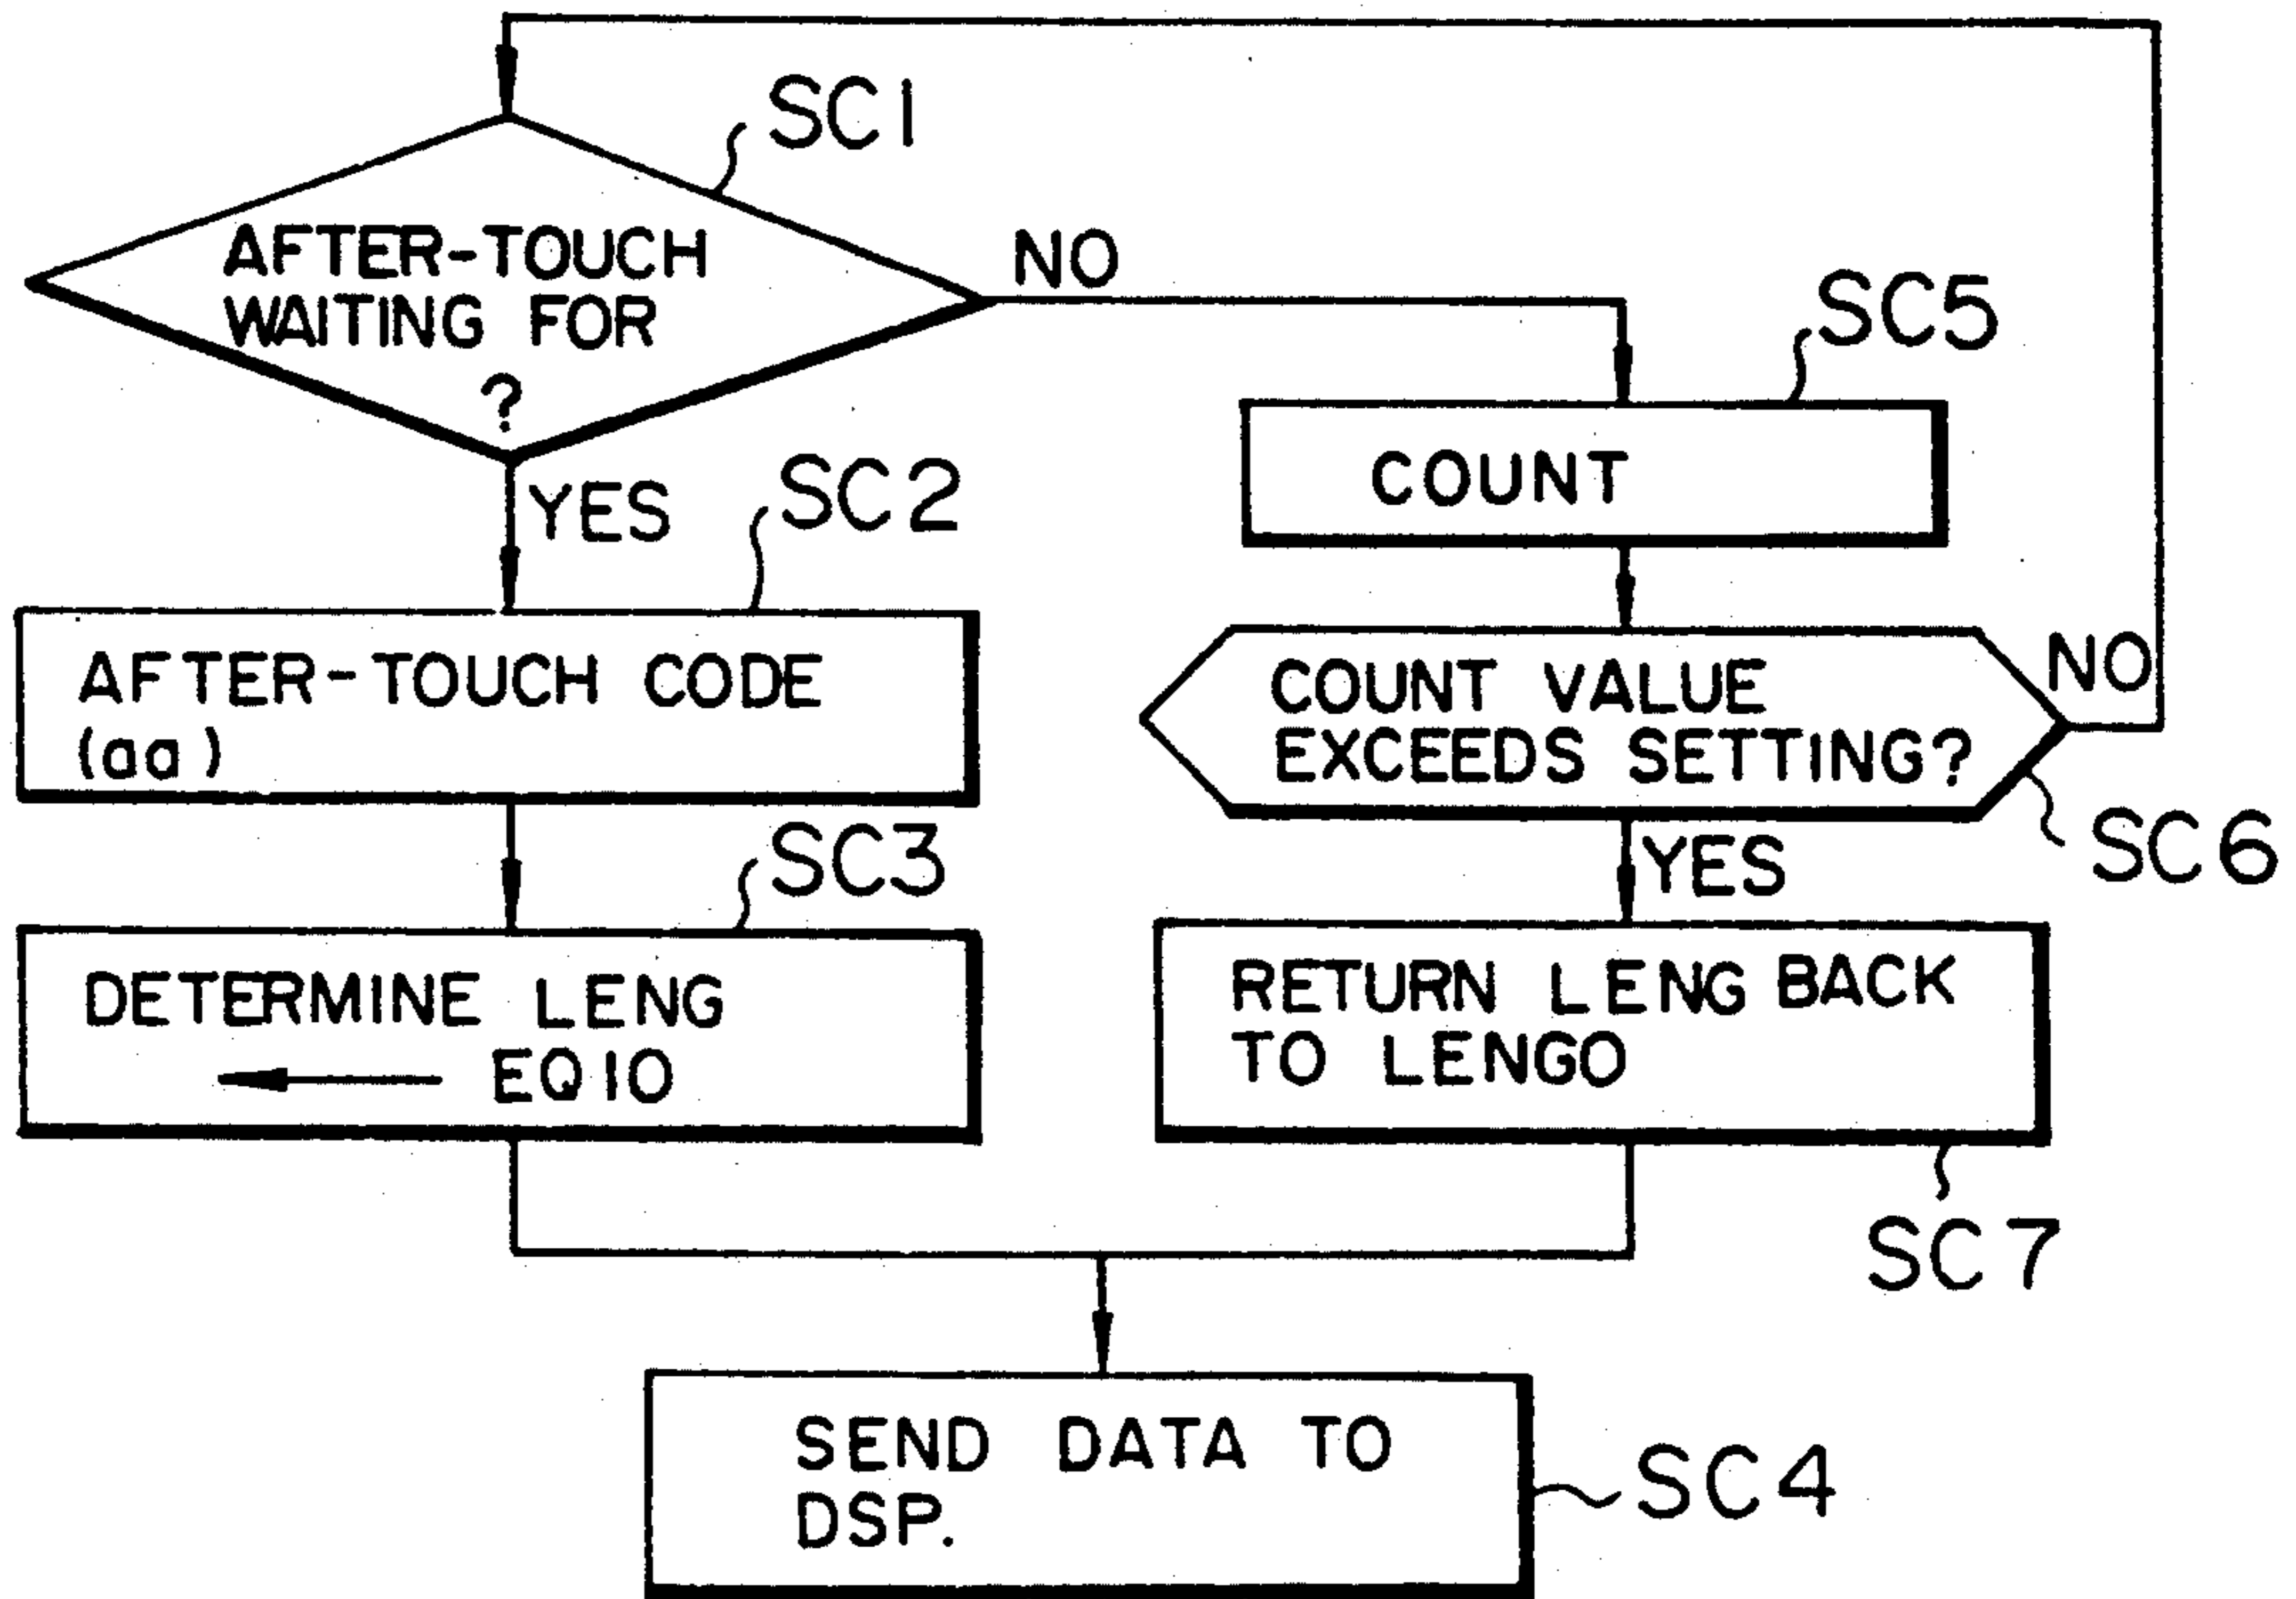 SC1
AFTER-TOUCH
WAITING FOR
?
NO
YES
SC2
AFTER-TOUCH CODE
(aa)
SC3
DETERMINE LENG
EQ10
SC5
COUNT
COUNT VALUE
EXCEEDS SETTING?
NO
SC6
YES
RETURN LENG BACK
TO LENGO
SC7
SEND DATA TO
DSP.
SC4